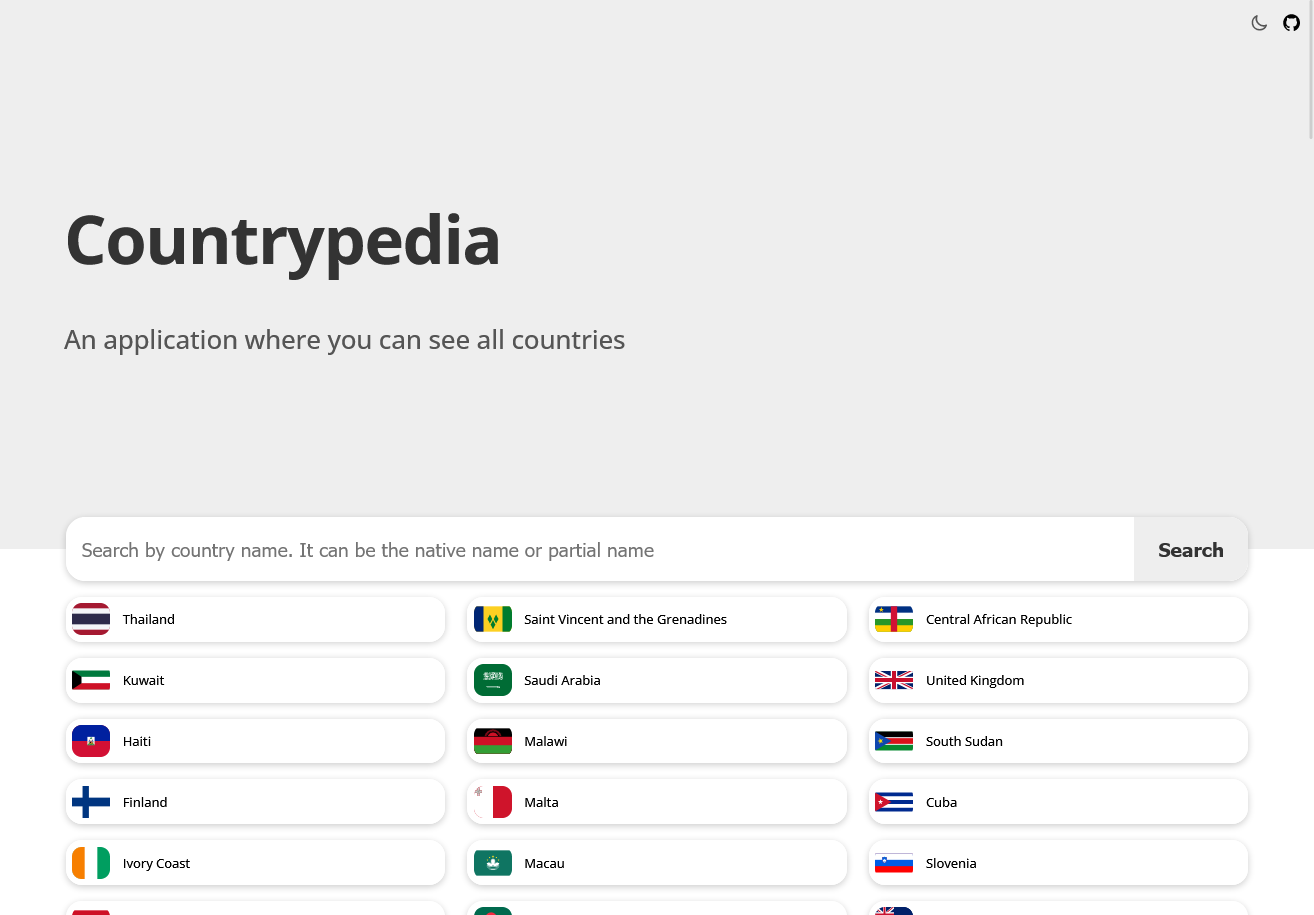 Countrypedia
An application where you can see all countries
Search by country name. It can be the native name or partial name
Search
Thailand
Saint Vincent and the Grenadines
Central African Republic
Kuwait
Saudi Arabia
United Kingdom
Haiti
Malawi
South Sudan
Finland
Malta
Cuba
Ivory Coast
Macau
Slovenia